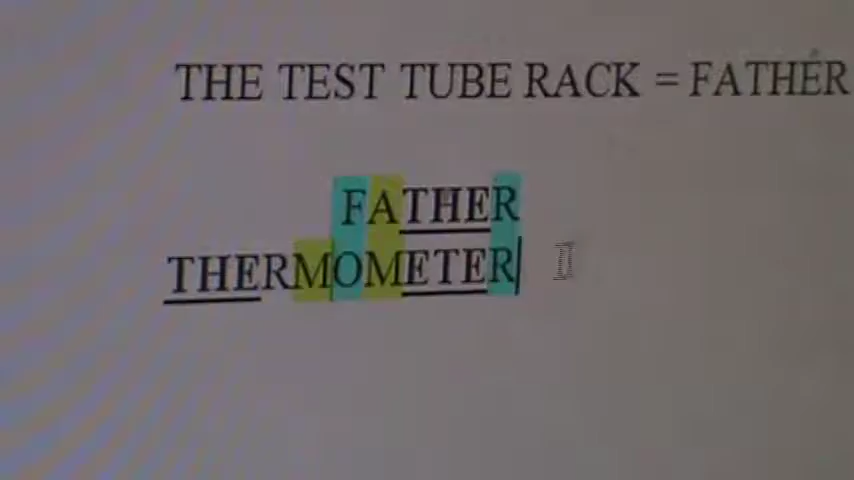 THE TEST TUBE RACK = FATHER
FATHER
THERMOMETER